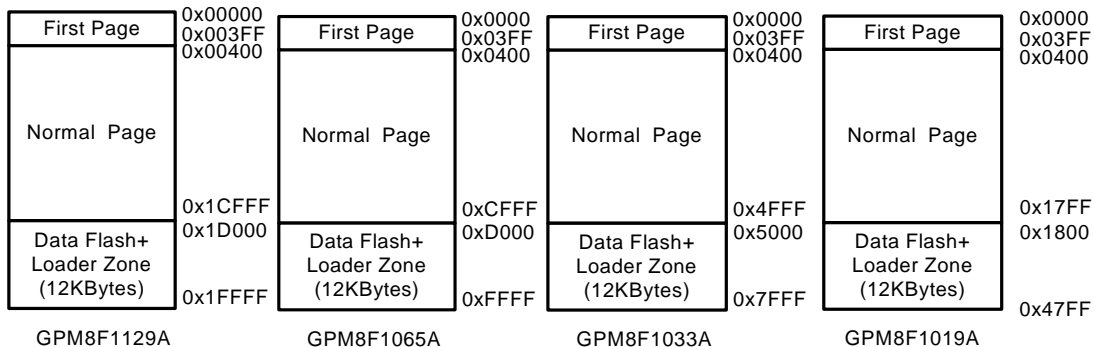 First Page
0x00000
0x003FF
0x00400
Normal Page
0x1CFFF
0x1D000
Data Flash+
Loader Zone
(12KBytes)
0x1FFFF
GPM8F1129A
First Page
0x0000
0x03FF
0x0400
Normal Page
0xCFFF
0xD000
Data Flash+
Loader Zone
(12KBytes)
0xFFFF
GPM8F1065A
First Page
0x0000
0x03FF
0x0400
Normal Page
0x4FFF
0x5000
Data Flash+
Loader Zone
(12KBytes)
0x7FFF
GPM8F1033A
First Page
0x0000
0x03FF
0x0400
Normal Page
0x17FF
0x1800
Data Flash+
Loader Zone
(12KBytes)
0x47FF
GPM8F1019A